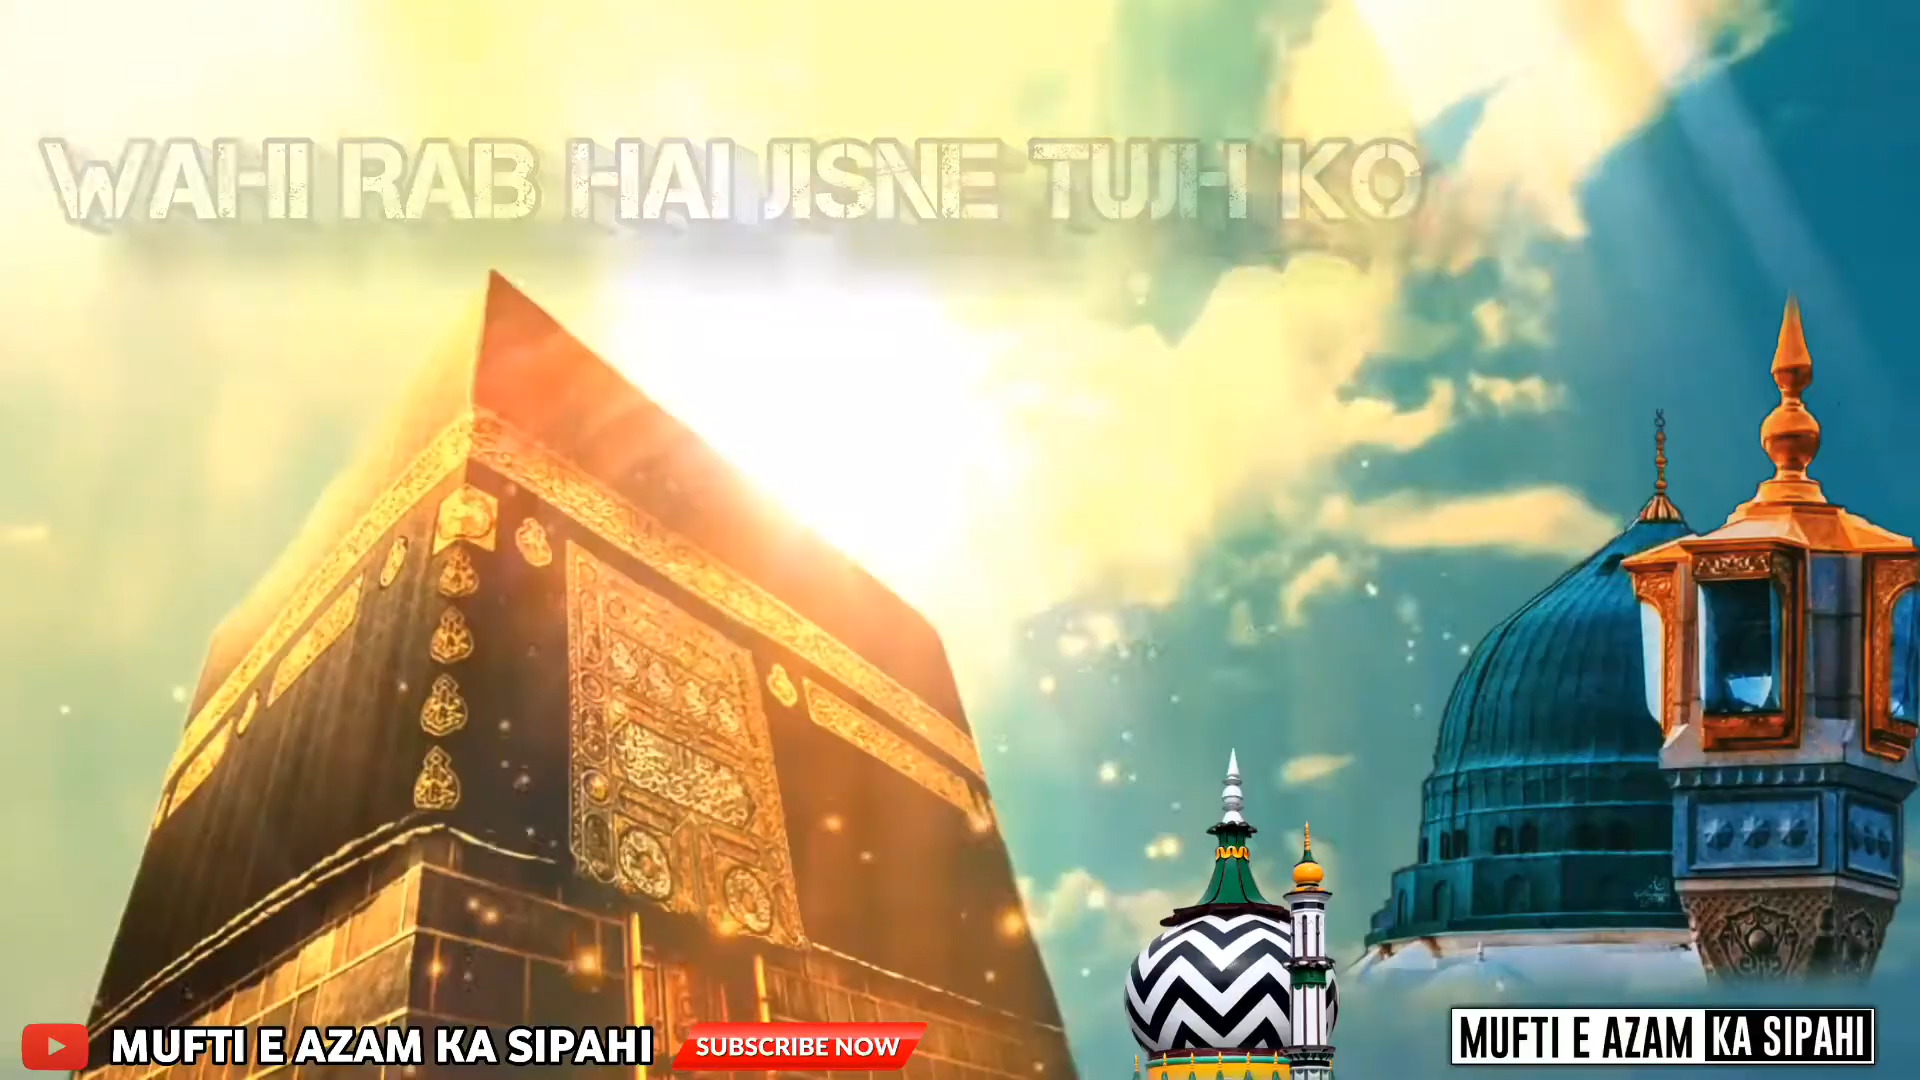 WAHI RAB HAI JISNE TUJH KO
MUFTI E AZAM KA SIPAHI
SUBSCRIBE NOW
MUFTI E AZAM KA SIPAHI